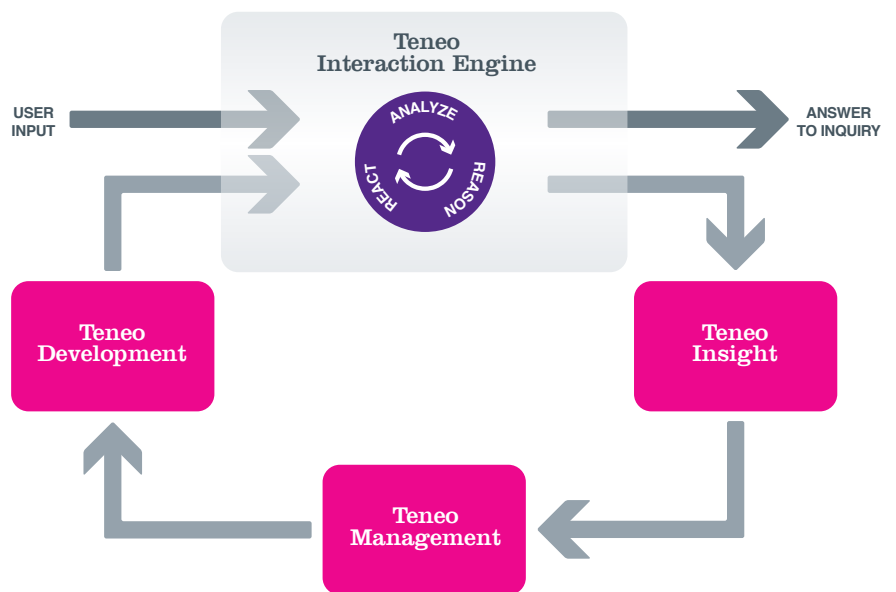 Teneo
Interaction Engine
USER
INPUT
ANALYZE
REASON
REACT
ANSWER
TO INQUIRY
Teneo
Development
Teneo
Insight
Teneo
Management